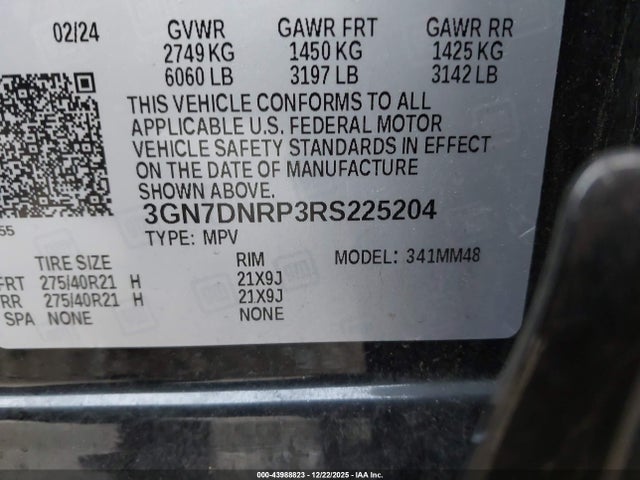 02/24 GVWR GAWR FRT GAWR RR
2749 KG 1450 KG 1425 KG
6060 LB 3197 LB 3142 LB
THIS VEHICLE CONFORMS TO ALL
APPLICABLE U.S. FEDERAL MOTOR
VEHICLE SAFETY STANDARDS IN EFFECT
ON THE DATE OF MANUFACTURE
SHOWN ABOVE.
3GN7DNRP3RS225204
55
TYPE: MPV
TIRE SIZE RIM MODEL: 341MM48
FRT 275/40R21 H 21X9J
RR 275/40R21 H 21X9J
SPA NONE NONE
© - 43988823 - 12/22/2025 - IAA Inc.